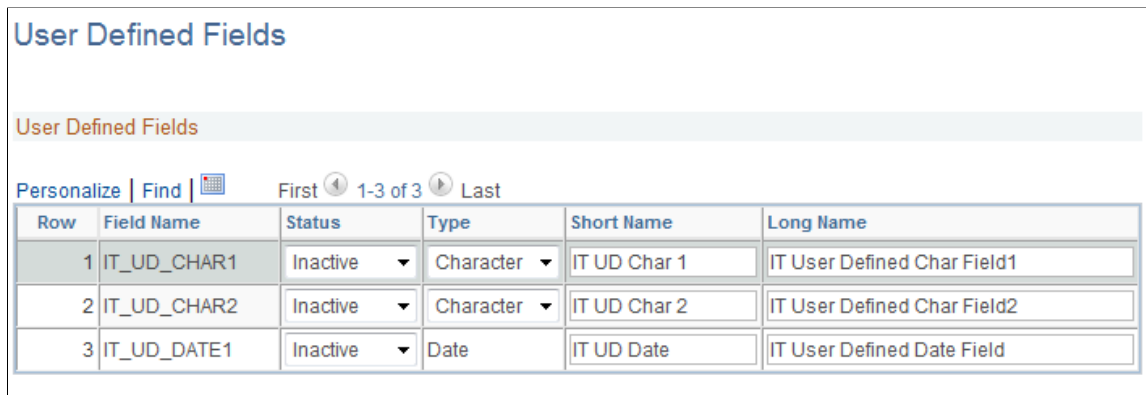 User Defined Fields
User Defined Fields
Personalize | Find | First 1-3 of 3 Last
Row Field Name Status Type Short Name Long Name
1 IT_UD_CHAR1 Inactive Character IT UD Char 1 IT User Defined Char Field1
2 IT_UD_CHAR2 Inactive Character IT UD Char 2 IT User Defined Char Field2
3 IT_UD_DATE1 Inactive Date IT UD Date IT User Defined Date Field